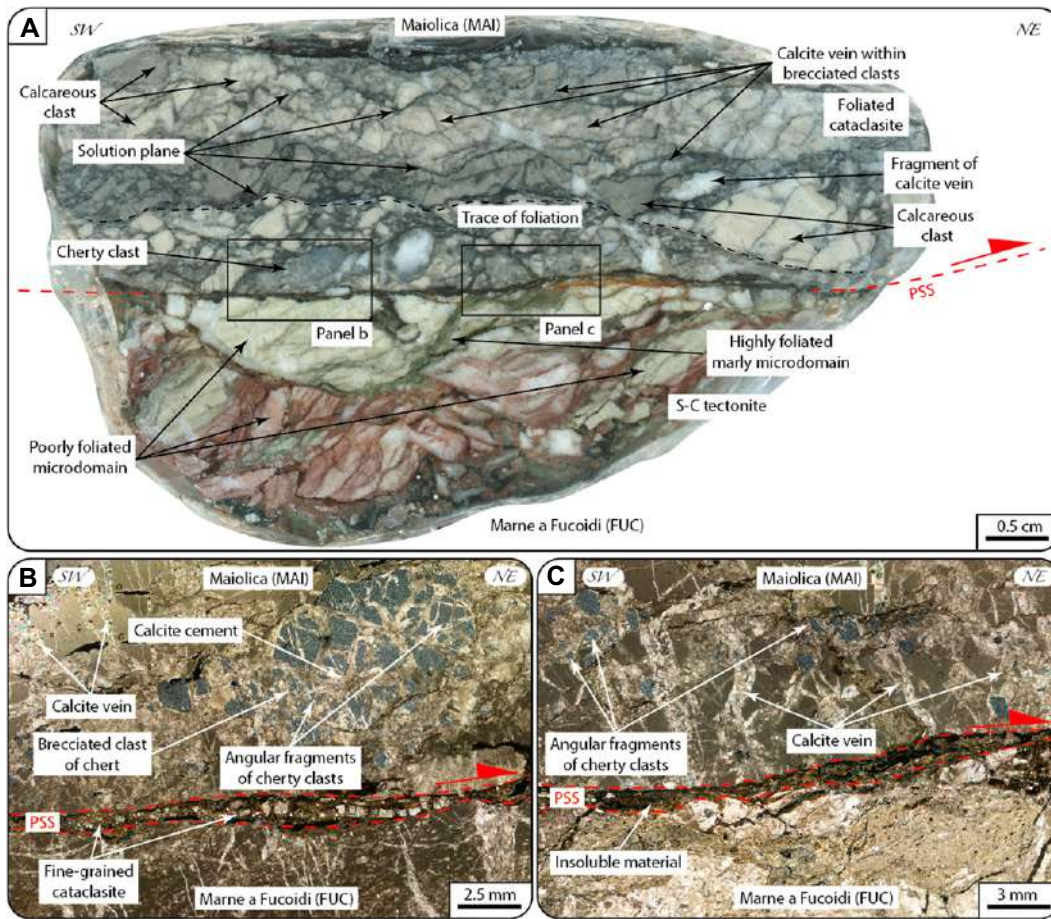 A
SW
Maiolica (MAI)
NE
Calcareous
clast
Calcite vein within
brecciated clasts
Foliated
cataclasite
Solution plane
Fragment of
calcite vein
Trace of foliation
Calcareous
clast
Cherty clast
PSS
Panel b
Panel c
Highly foliated
marly microdomain
S-C tectonite
Poorly foliated
microdomain
Marne a Fucoidi (FUC)
0.5 cm
B
SW
Maiolica (MAI)
NE
Calcite cement
Calcite vein
Brecciated clast
of chert
Angular fragments
of cherty clasts
PSS
Fine-grained
cataclasite
Marne a Fucoidi (FUC)
2.5 mm
C
SW
Maiolica (MAI)
NE
Angular fragments
of cherty clasts
Calcite vein
PSS
Insoluble material
Marne a Fucoidi (FUC)
3 mm